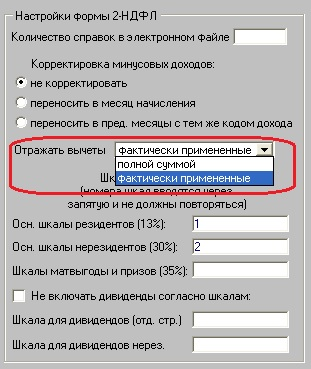 Настройки формы 2-НДФЛ
Количество справок в электронном файле
Корректировка минусовых доходов:
не корректировать
переносить в месяц начисления
переносить в пред. месяцы с тем же кодом дохода
Отражать вычеты Фактически примененные
полной суммой
Фактически примененные
Шк
(номера шкал вводятся через
запятую и не должны повторяться)
Осн. шкалы резидентов (13%): 1
Осн. шкалы нерезидентов (30%): 2
Шкалы матвыгоды и призов (35%):
Не включать дивиденды согласно шкалам:
Шкала для дивидендов (отд. стр.)
Шкала для дивидендов нерез.